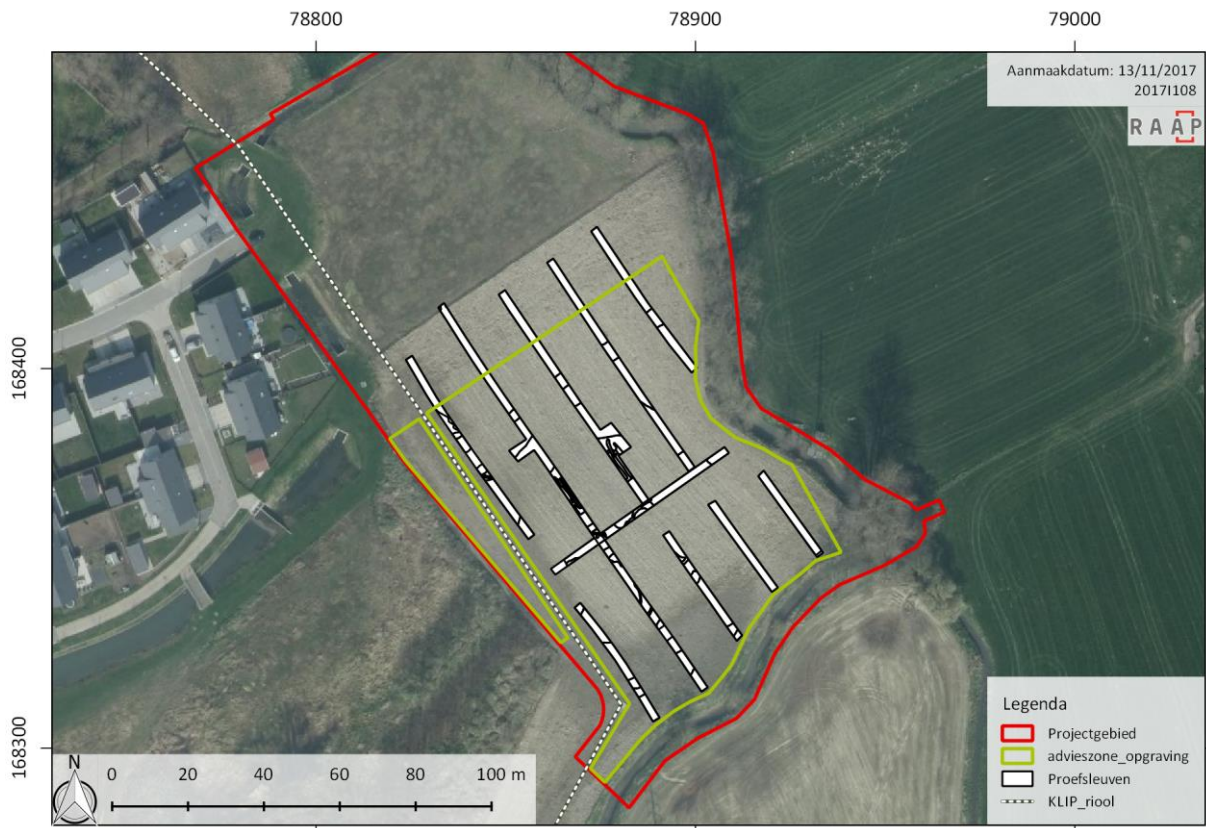 78800 78900 79000
Aanmaakdatum: 13/11/2017
2017I108
RAAP
168400
168300
N
0 20 40 60 80 100 m
Legenda
Projectgebied
advieszone_opgraving
Proefsleuven
KLIP_riool